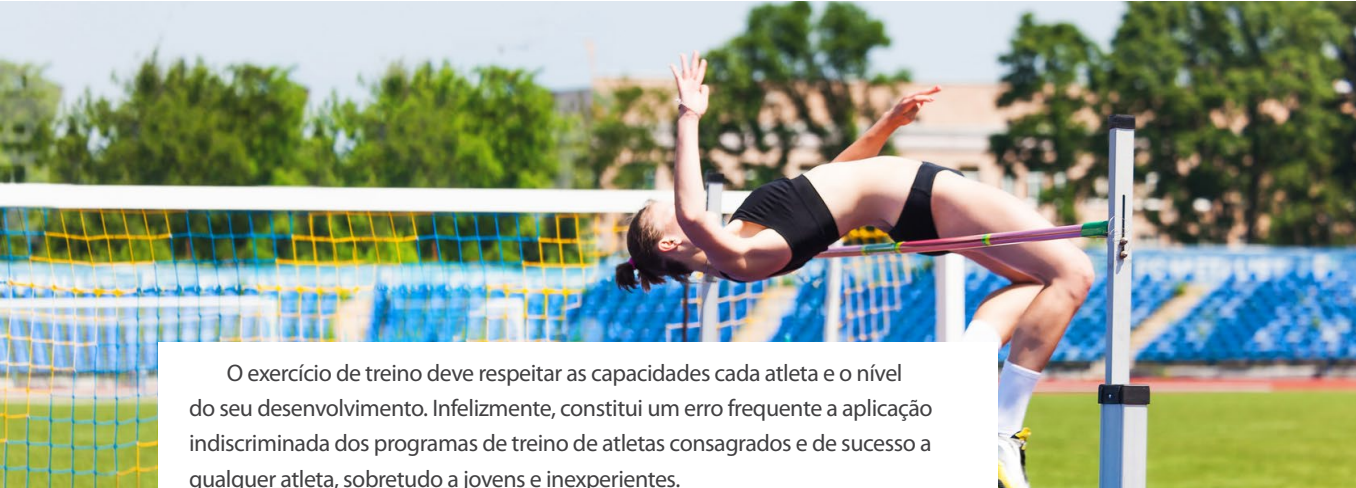 O exercício de treino deve respeitar as capacidades cada atleta e o nível
do seu desenvolvimento. Infelizmente, constitui um erro frequente a aplicação
indiscriminada dos programas de treino de atletas consagrados e de sucesso a
qualquer atleta, sobretudo a jovens e inexperientes.